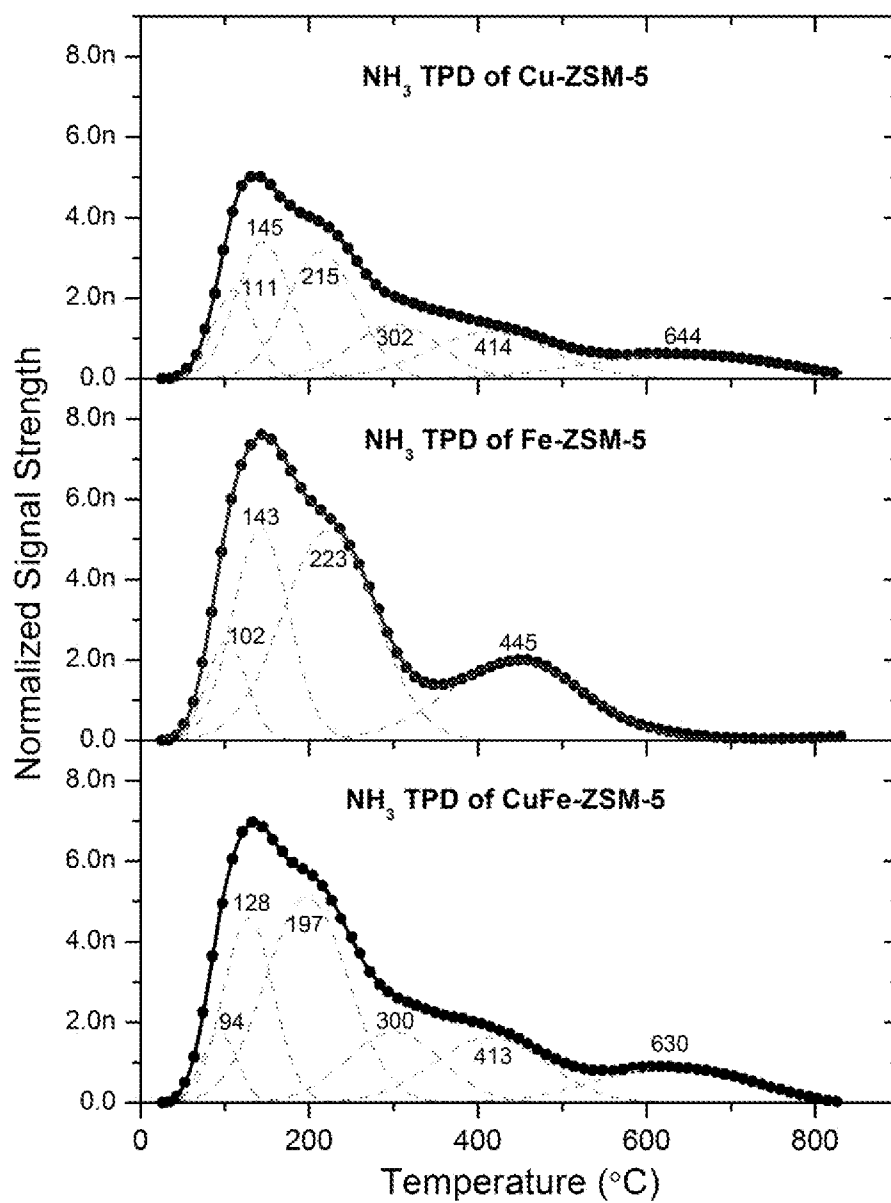 Normalized Signal Strength
NH3 TPD of Cu-ZSM-5
8.0n
6.0n
4.0n
2.0n
0.0
145
111
215
302
414
644
NH3 TPD of Fe-ZSM-5
8.0n
6.0n
4.0n
2.0n
0.0
143
102
223
445
NH3 TPD of CuFe-ZSM-5
8.0n
6.0n
4.0n
2.0n
0.0
128
94
197
300
413
630
0 200 400 600 800
Temperature (°C)